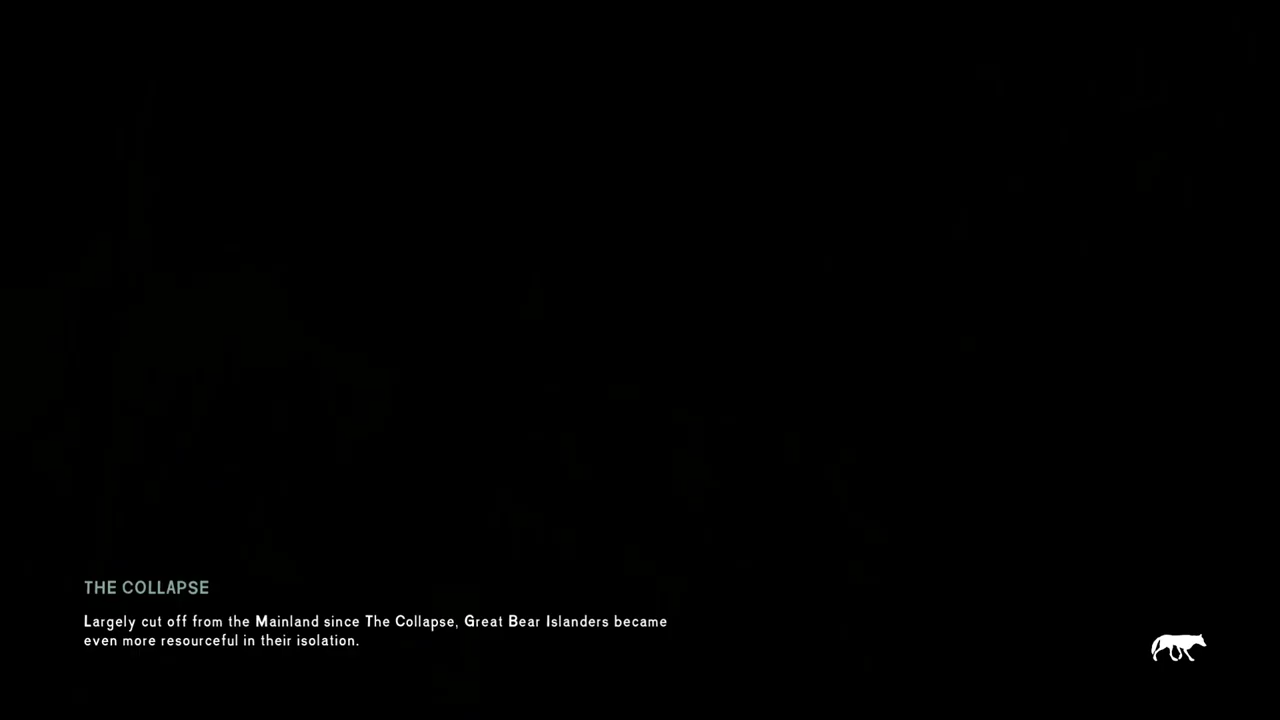 THE COLLAPSE
Largely cut off from the Mainland since The Collapse, Great Bear Islanders became
even more resourceful in their isolation.